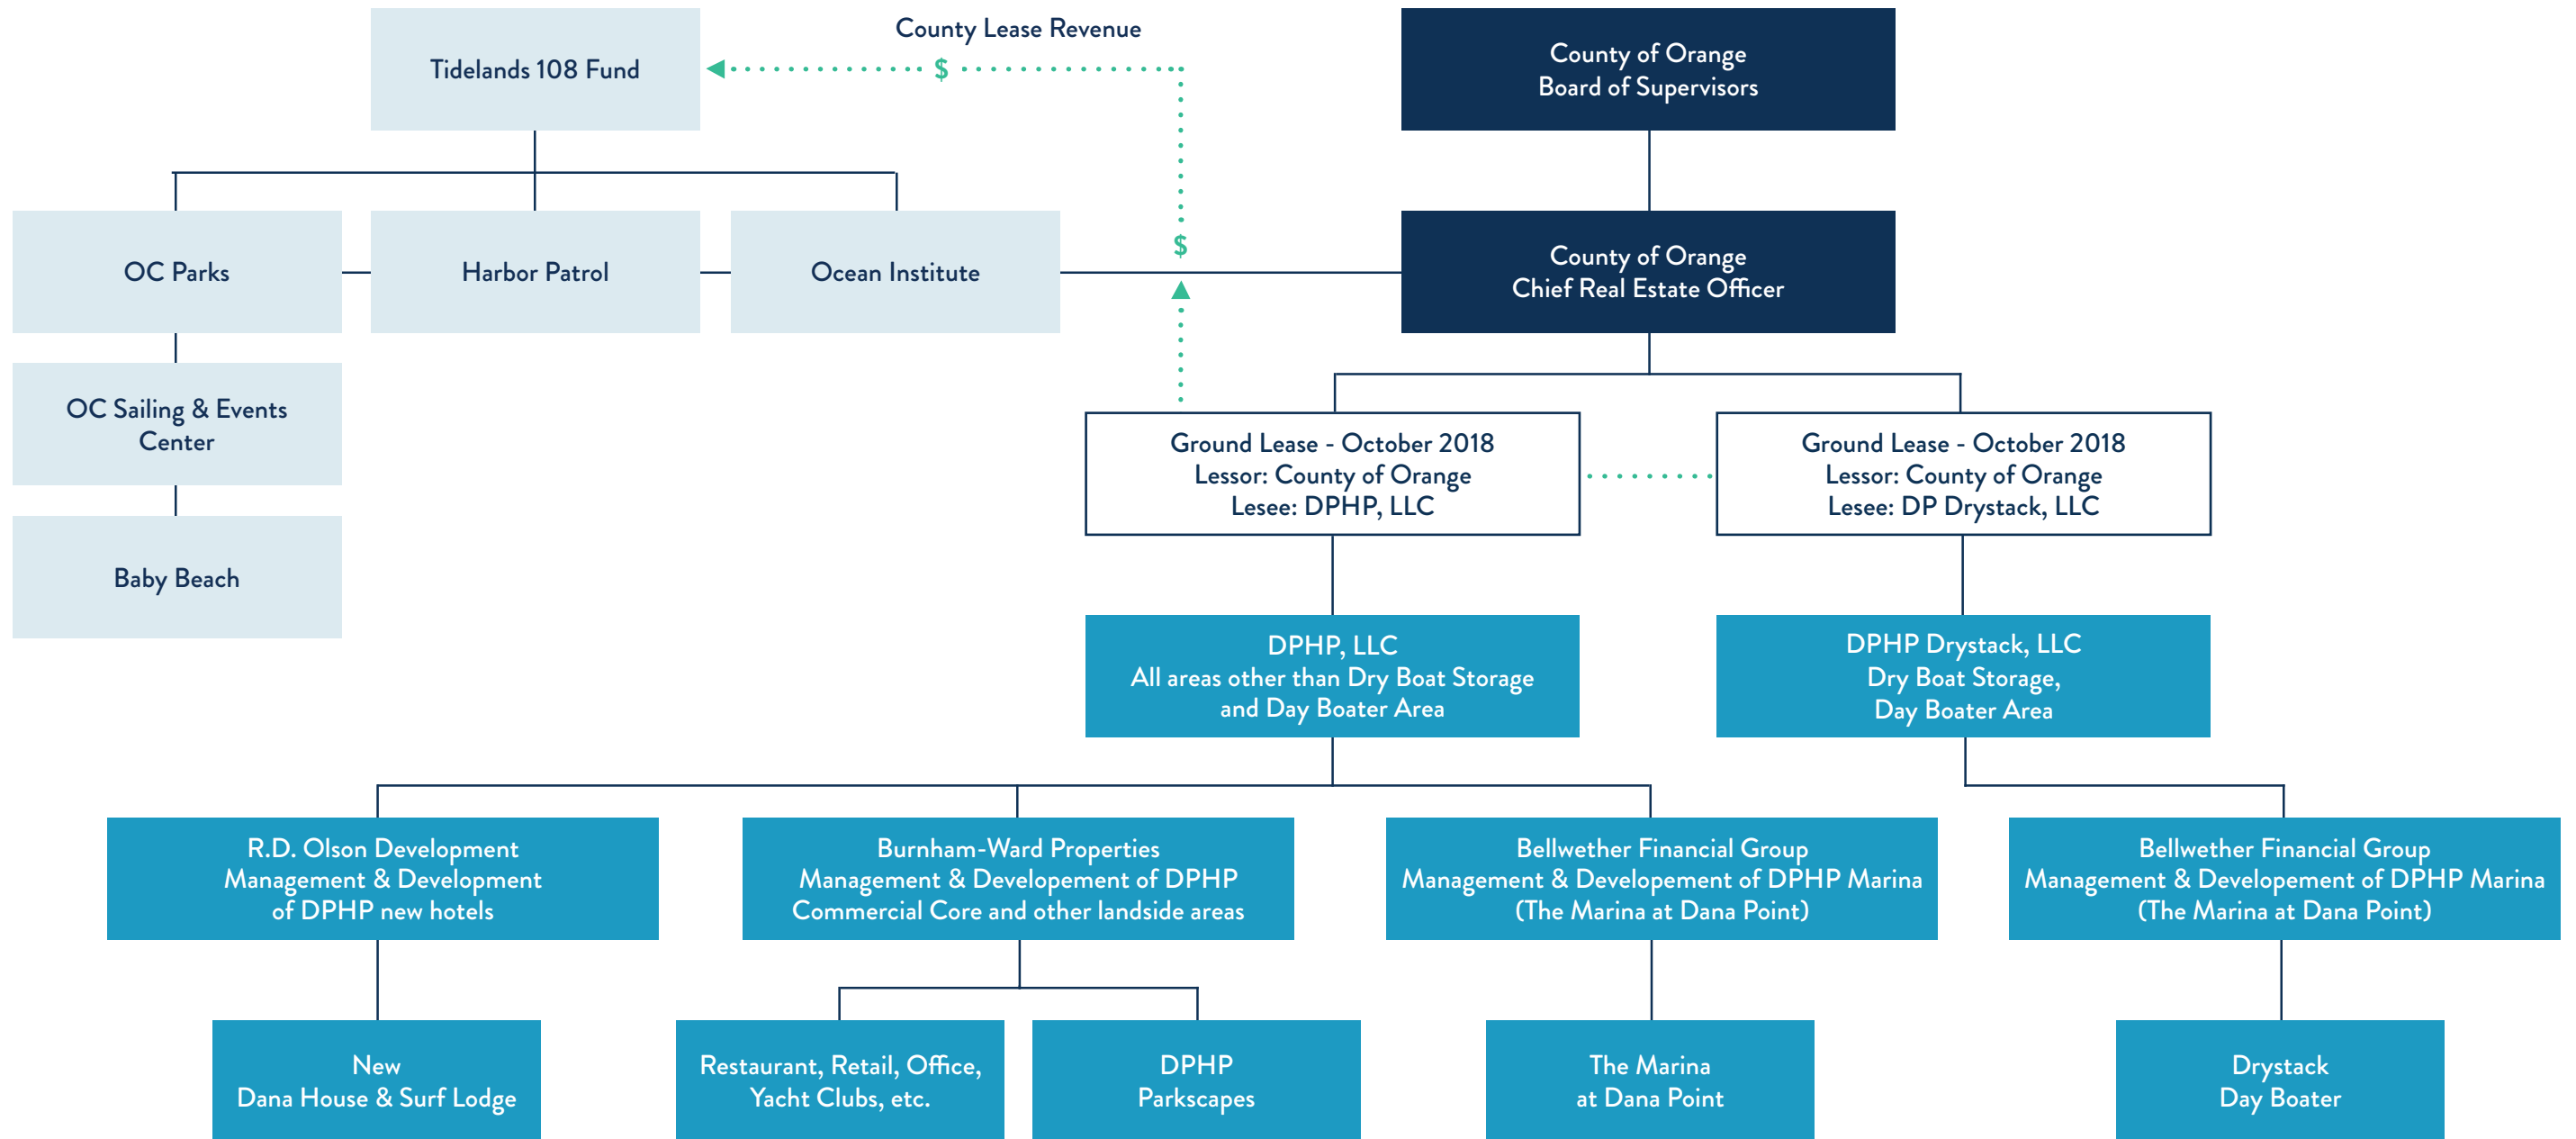 County Lease Revenue
Tidelands 108 Fund
$
County of Orange
Board of Supervisors
$
OC Parks
Harbor Patrol
Ocean Institute
County of Orange
Chief Real Estate Officer
OC Sailing & Events
Center
Baby Beach
Ground Lease - October 2018
Lessor: County of Orange
Lesee: DPHP, LLC
Ground Lease - October 2018
Lessor: County of Orange
Lesee: DP Drystack, LLC
DPHP, LLC
All areas other than Dry Boat Storage
and Day Boater Area
DPHP Drystack, LLC
Dry Boat Storage,
Day Boater Area
R.D. Olson Development
Management & Development
of DPHP new hotels
Burnham-Ward Properties
Management & Developement of DPHP
Commercial Core and other landside areas
Bellwether Financial Group
Management & Developement of DPHP Marina
(The Marina at Dana Point)
Bellwether Financial Group
Management & Developement of DPHP Marina
(The Marina at Dana Point)
New
Dana House & Surf Lodge
Restaurant, Retail, Office,
Yacht Clubs, etc.
DPHP
Parkscapes
The Marina
at Dana Point
Drystack
Day Boater